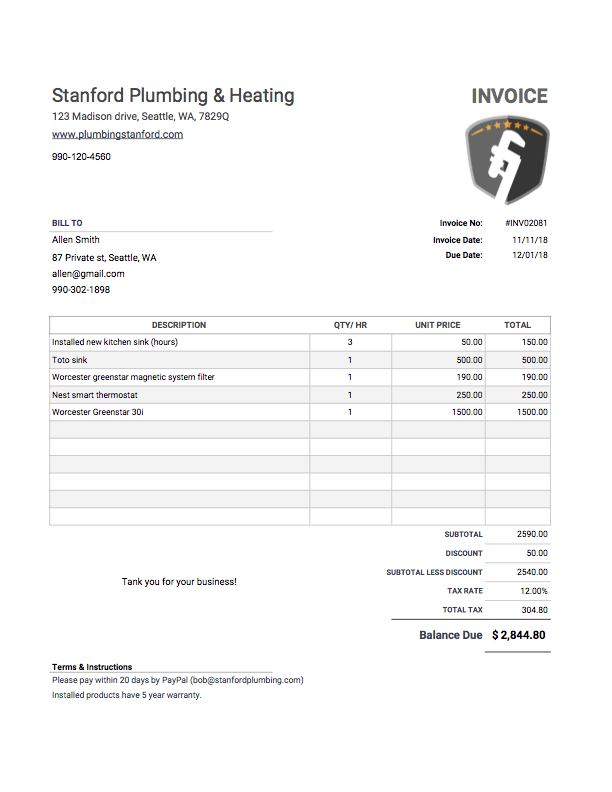 Stanford Plumbing & Heating
INVOICE
123 Madison drive, Seattle, WA, 7829Q
www.plumbingstanford.com
990-120-4560
BILL TO
Allen Smith
87 Private st, Seattle, WA
allen@gmail.com
990-302-1898
Invoice No: #INV02081
Invoice Date: 11/11/18
Due Date: 12/01/18
DESCRIPTION QTY/ HR UNIT PRICE TOTAL
Installed new kitchen sink (hours) 3 50.00 150.00
Toto sink 1 500.00 500.00
Worcester greenstar magnetic system filter 1 190.00 190.00
Nest smart thermostat 1 250.00 250.00
Worcester Greenstar 30i 1 1500.00 1500.00
SUBTOTAL 2590.00
DISCOUNT 50.00
SUBTOTAL LESS DISCOUNT 2540.00
TAX RATE 12.00%
TOTAL TAX 304.80
Balance Due $ 2,844.80
Tank you for your business!
Terms & Instructions
Please pay within 20 days by PayPal (bob@stanfordplumbing.com)
Installed products have 5 year warranty.